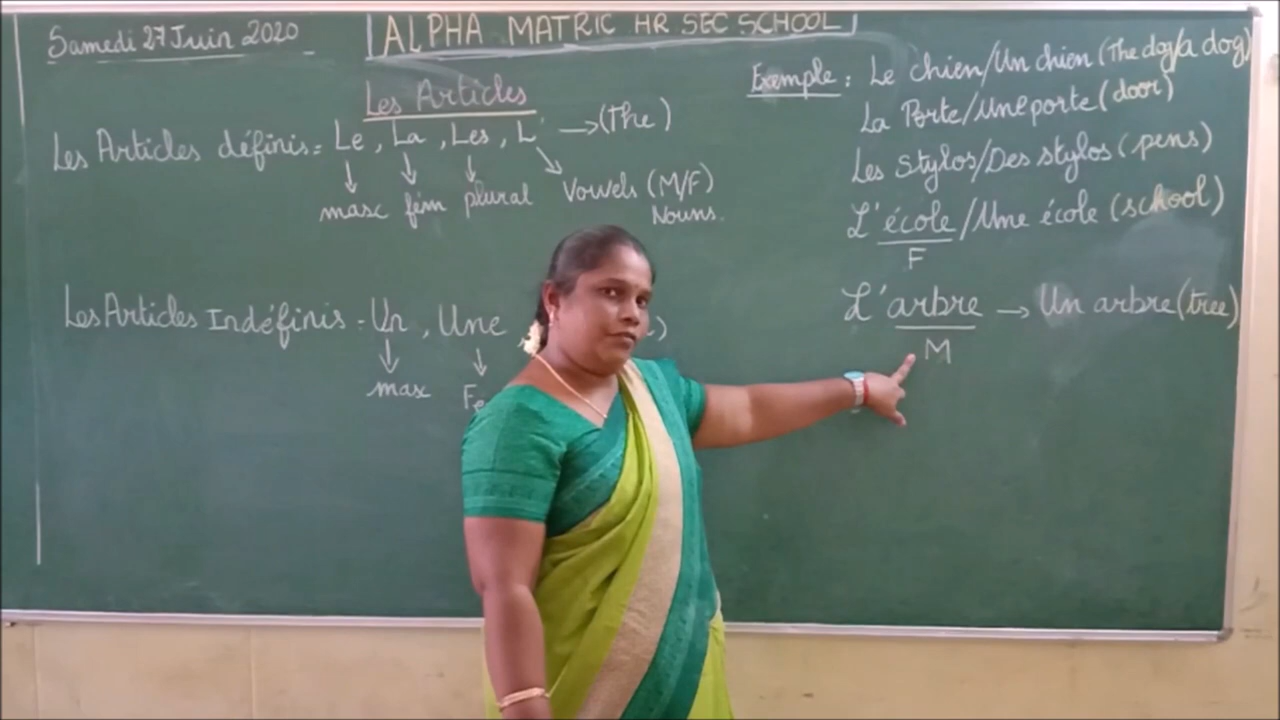 Samedi 27 Juin 2020
ALPHA MATRIC HR SEC SCHOOL
Les Articles
Les Articles définis = Le , La , Les , L' → (The)
↓ ↓ ↓ ↘
masc fém plural Vowels (M/F)
Nouns.
Les Articles Indéfinis = Un , Une
↓ ↓
masc Fe
Exemple : Le chien/Un chien (The dog/a dog)
La Porte/Une porte (door)
Les Stylos/Des stylos (pens)
L'école/Une école (school)
F
L'arbre → Un arbre (tree)
M